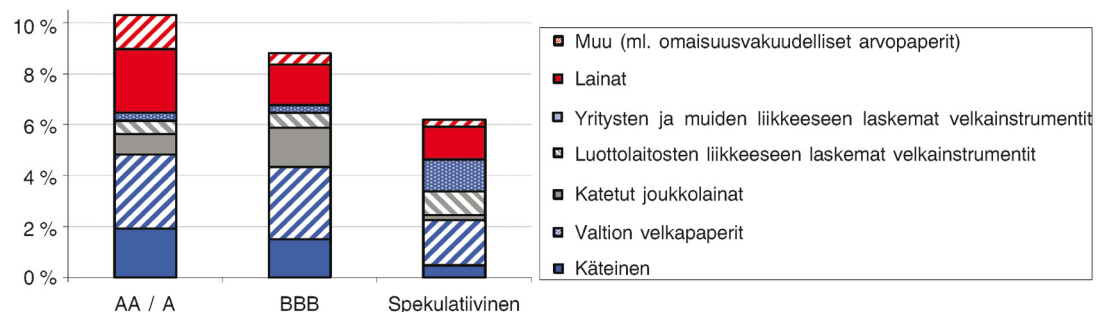 10 %
8 %
6 %
4 %
2 %
0 %
AA / A
BBB
Spekulatiivinen
Muu (ml. omaisuusvakuudelliset arvopaperit)
Lainat
Yritysten ja muiden liikkeeseen laskemat velkainstrumentit
Luottolaitosten liikkeeseen laskemat velkainstrumentit
Katetut joukkolainat
Valtion velkapaperit
Käteinen